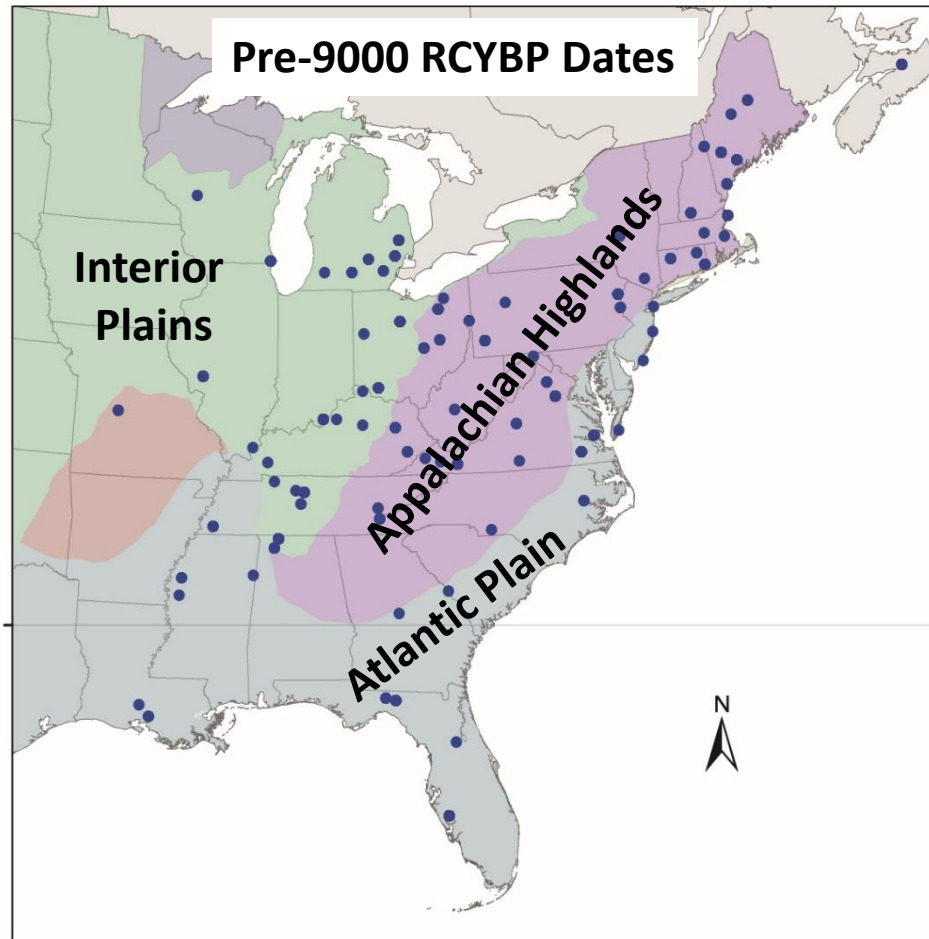 Pre-9000 RCYBP Dates
Interior
Plains
Appalachian Highlands
Atlantic Plain
N